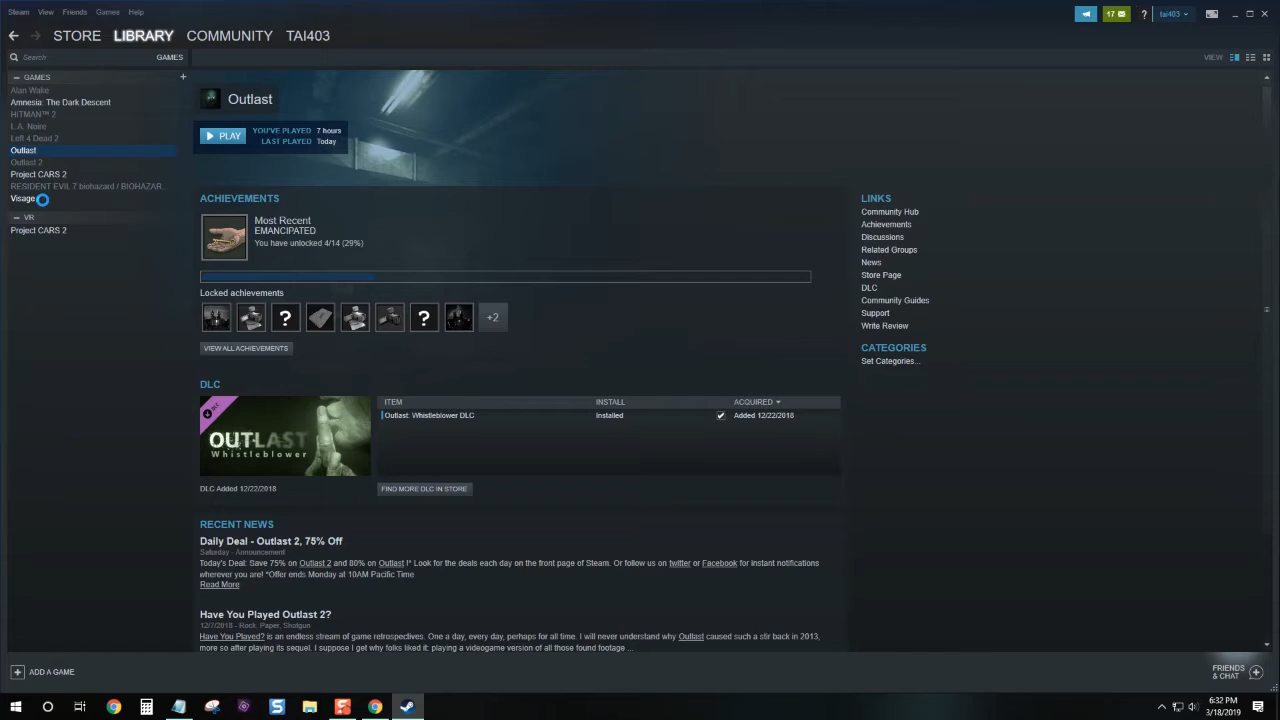 Steam View Friends Games Help
17 tai403
STORE LIBRARY COMMUNITY TAI403
Search GAMES VIEW
GAMES
Alan Wake
Amnesia: The Dark Descent
HITMAN™ 2
L.A. Noire
Left 4 Dead 2
Outlast
Outlast 2
Project CARS 2
RESIDENT EVIL 7 biohazard / BIOHAZAR...
Visage
VR
Project CARS 2
Outlast
PLAY
YOU'VE PLAYED 7 hours
LAST PLAYED Today
ACHIEVEMENTS
Most Recent
EMANCIPATED
You have unlocked 4/14 (29%)
Locked achievements
? ? +2
VIEW ALL ACHIEVEMENTS
DLC
DLC
OUTLAST
Whistleblower
DLC Added 12/22/2018
ITEM INSTALL ACQUIRED
Outlast: Whistleblower DLC Installed Added 12/22/2018
FIND MORE DLC IN STORE
RECENT NEWS
Daily Deal - Outlast 2, 75% Off
Saturday - Announcement
Today's Deal: Save 75% on Outlast 2 and 80% on Outlast !* Look for the deals each day on the front page of Steam. Or follow us on twitter or Facebook for instant notifications
wherever you are! *Offer ends Monday at 10AM Pacific Time
Read More
Have You Played Outlast 2?
12/7/2018 - Rock, Paper, Shotgun
Have You Played? is an endless stream of game retrospectives. One a day, every day, perhaps for all time. I will never understand why Outlast caused such a stir back in 2013,
more so after playing its sequel. I suppose I get why folks liked it: playing a videogame version of all those found footage ...
LINKS
Community Hub
Achievements
Discussions
Related Groups
News
Store Page
DLC
Community Guides
Support
Write Review
CATEGORIES
Set Categories...
ADD A GAME
FRIENDS
& CHAT
6:32 PM
3/18/2019